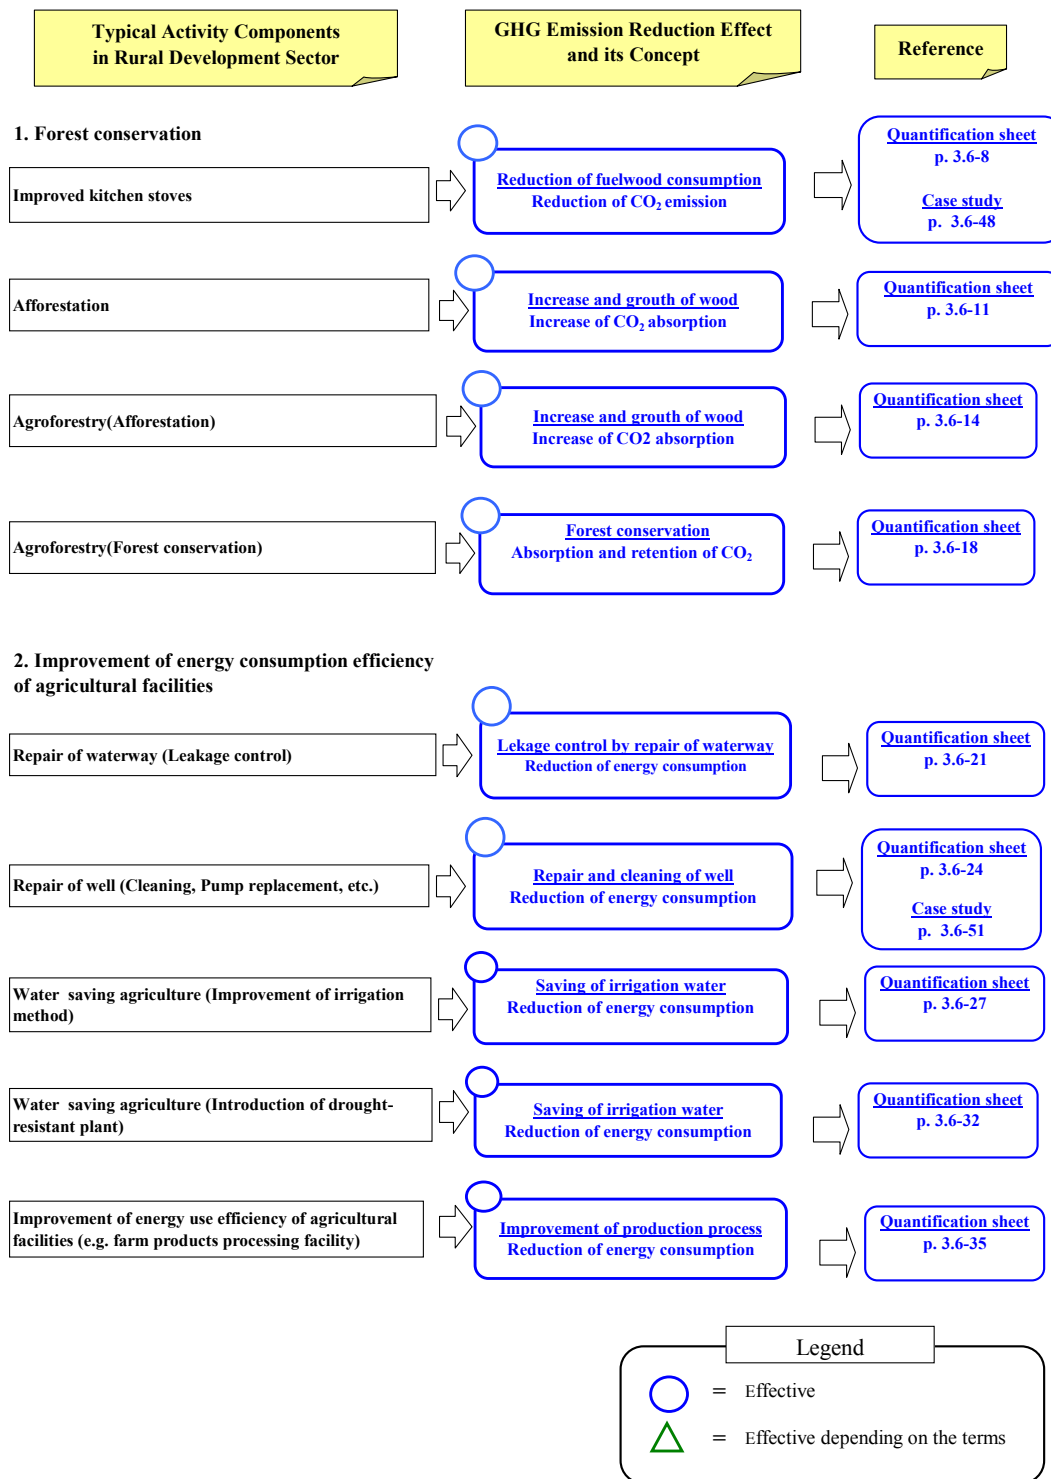 Typical Activity Components
in Rural Development Sector
GHG Emission Reduction Effect
and its Concept
Reference
1. Forest conservation
Improved kitchen stoves
Reduction of fuelwood consumption
Reduction of CO₂ emission
Quantification sheet
p. 3.6-8
Case study
p. 3.6-48
Afforestation
Increase and grouth of wood
Increase of CO₂ absorption
Quantification sheet
p. 3.6-11
Agroforestry(Afforestation)
Increase and grouth of wood
Increase of CO2 absorption
Quantification sheet
p. 3.6-14
Agroforestry(Forest conservation)
Forest conservation
Absorption and retention of CO₂
Quantification sheet
p. 3.6-18
2. Improvement of energy consumption efficiency
of agricultural facilities
Repair of waterway (Leakage control)
Lekage control by repair of waterway
Reduction of energy consumption
Quantification sheet
p. 3.6-21
Repair of well (Cleaning, Pump replacement, etc.)
Repair and cleaning of well
Reduction of energy consumption
Quantification sheet
p. 3.6-24
Case study
p. 3.6-51
Water saving agriculture (Improvement of irrigation
method)
Saving of irrigation water
Reduction of energy consumption
Quantification sheet
p. 3.6-27
Water saving agriculture (Introduction of drought-
resistant plant)
Saving of irrigation water
Reduction of energy consumption
Quantification sheet
p. 3.6-32
Improvement of energy use efficiency of agricultural
facilities (e.g. farm products processing facility)
Improvement of production process
Reduction of energy consumption
Quantification sheet
p. 3.6-35
Legend
= Effective
= Effective depending on the terms